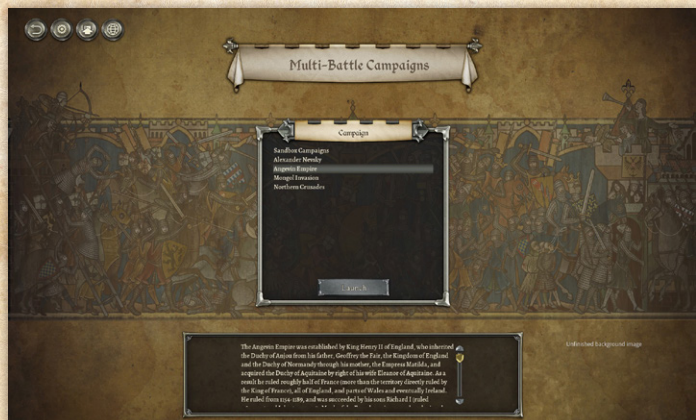 Multi-Battle Campaigns
Campaign
Sandbox Campaigns
Alexander Nevsky
Angevin Empire
Mongol Invasion
Northern Crusades
The Angevin Empire was established by King Henry II of England, who inherited
the Duchy of Anjou from his father, Geoffrey the Fair, the Kingdom of England
and the Duchy of Normandy through his mother, the Empress Matilda, and
acquired the Duchy of Aquitaine by right of his wife Eleanor of Aquitaine. As a
result he ruled roughly half of France (more than the territory directly ruled by
the King of France), all of England, and parts of Wales and eventually Ireland.
He ruled from 1154-1189, and was succeeded by his sons Richard I (ruled
Unfinished background image